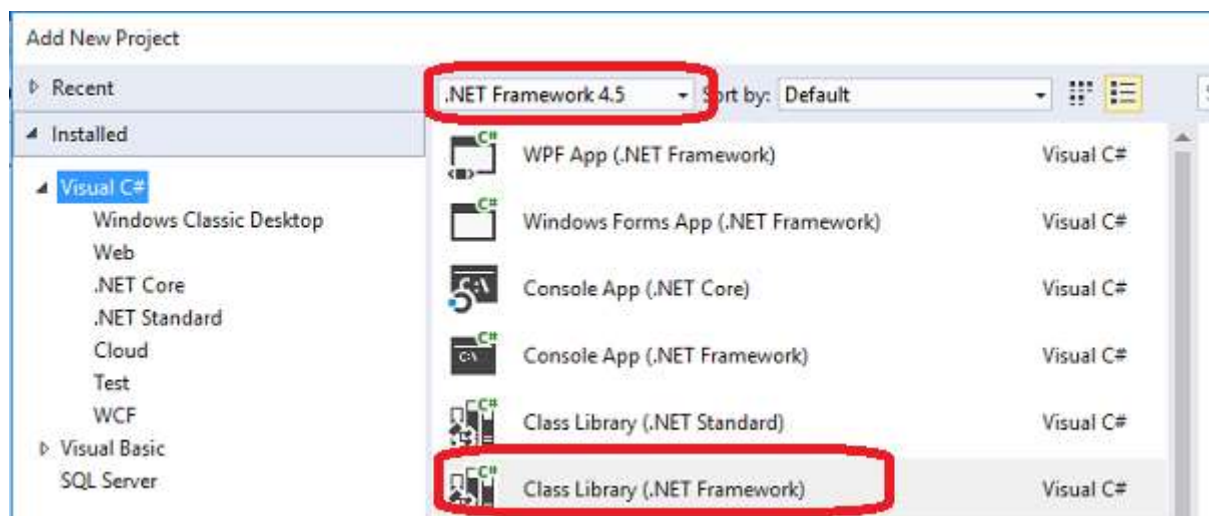 Add New Project
Recent
.NET Framework 4.5 Sort by: Default
Installed
Visual C#
Windows Classic Desktop
Web
.NET Core
.NET Standard
Cloud
Test
WCF
Visual Basic
SQL Server
WPF App (.NET Framework) Visual C#
Windows Forms App (.NET Framework) Visual C#
Console App (.NET Core) Visual C#
Console App (.NET Framework) Visual C#
Class Library (.NET Standard) Visual C#
Class Library (.NET Framework) Visual C#